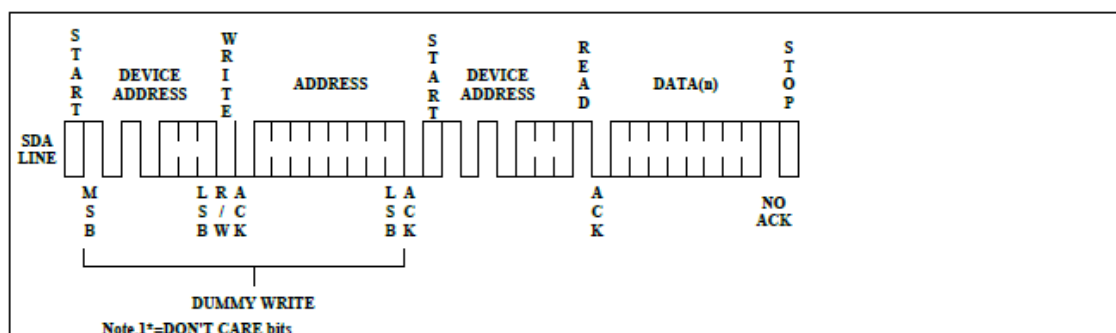 START
WRITE
START
READ
STOP
DEVICE
ADDRESS
ADDRESS
DEVICE
ADDRESS
DATA(n)
SDA
LINE
MSB
LSB
R/W
ACK
LSB
ACK
ACK
NO
ACK
DUMMY WRITE
Note 1*=DON'T CARE bits